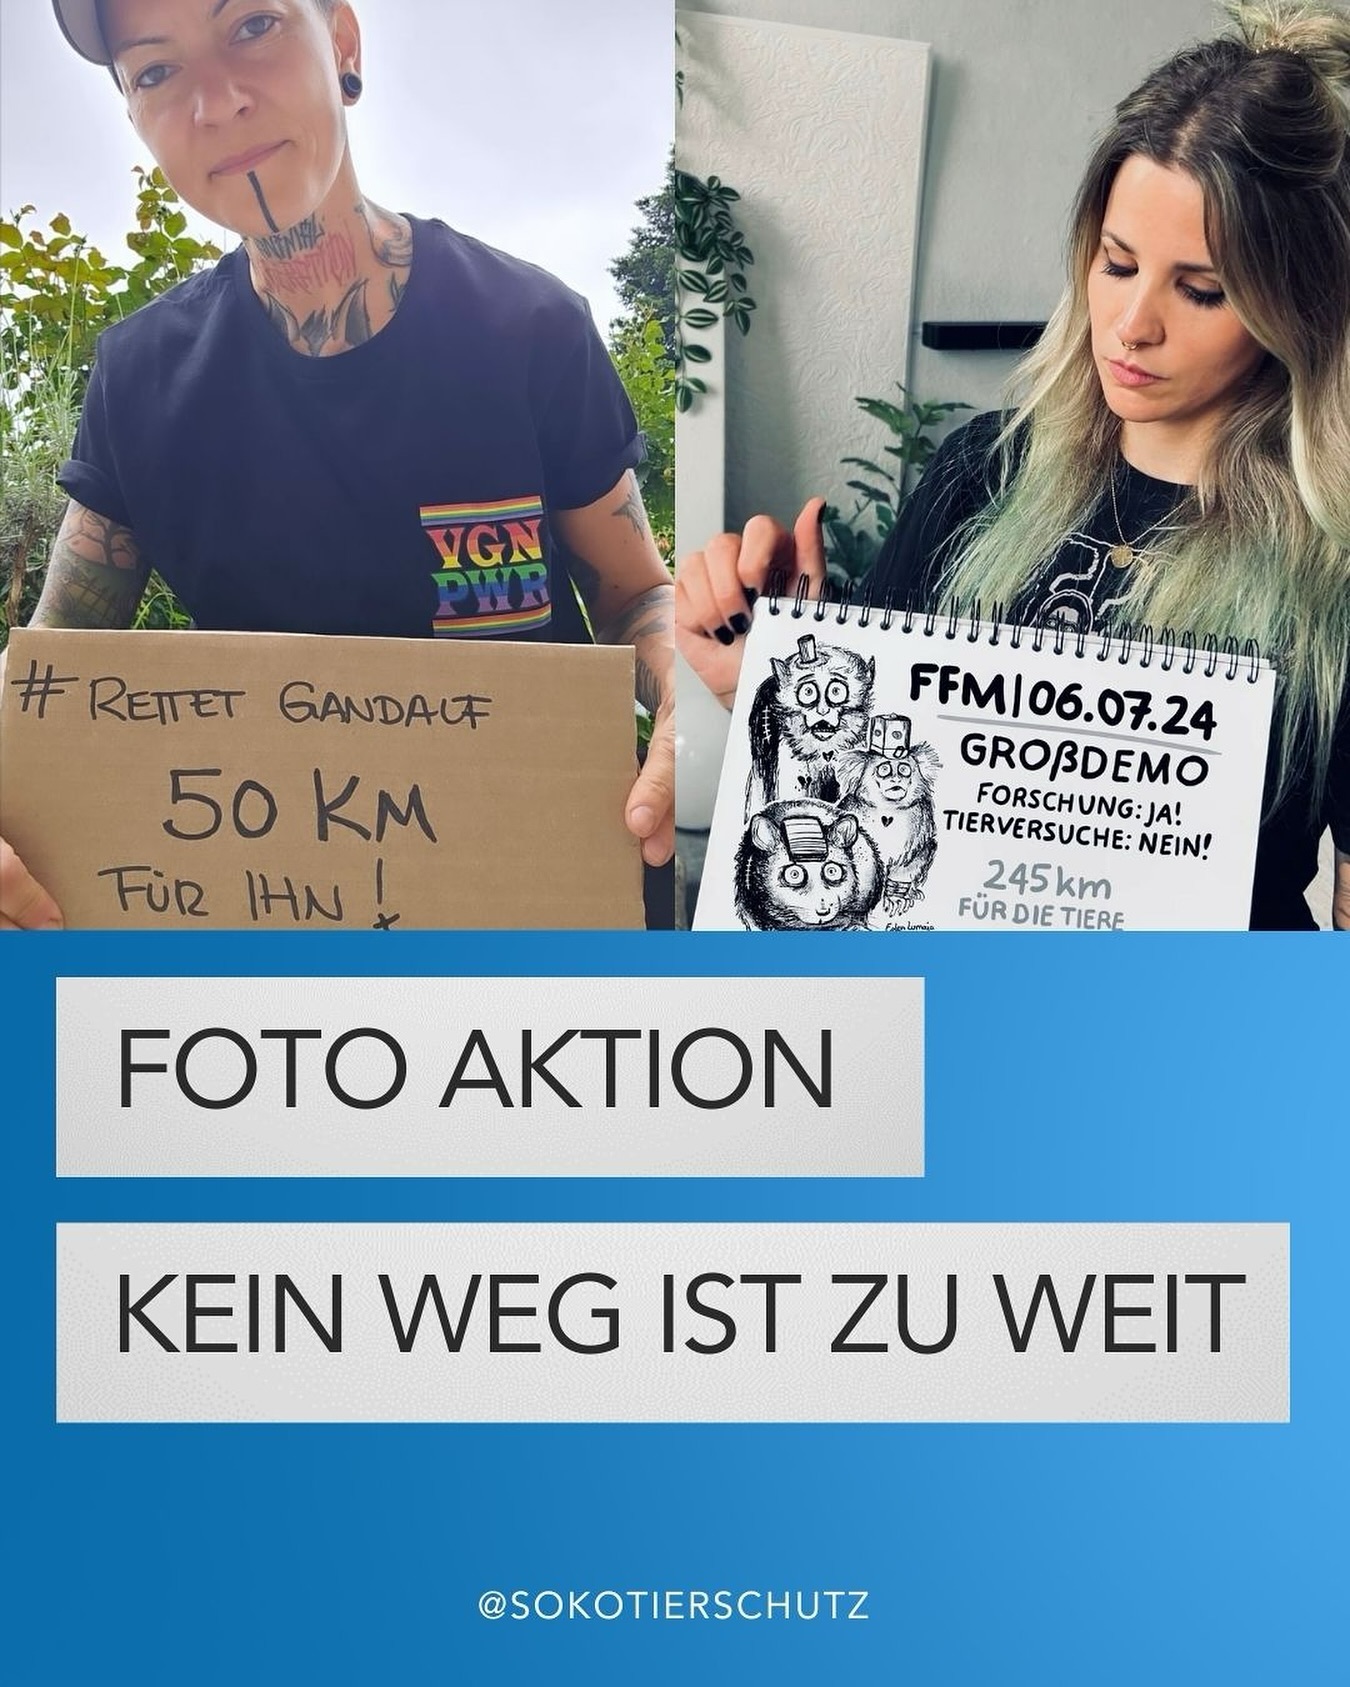 ANIMAL
VGN
PWR
#RETTET GANDALF
50 KM
FÜR IHN!
FFM|06.07.24
GROßDEMO
FORSCHUNG: JA!
TIERVERSUCHE: NEIN!
245km
FÜR DIE TIERE
FOTO AKTION
KEIN WEG IST ZU WEIT
@SOKOTIERSCHUTZ